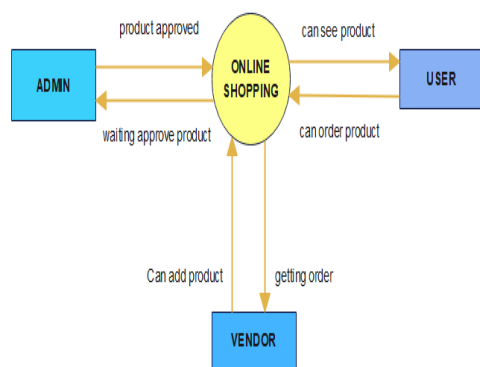 product approved
can see product
ADMIN
ONLINE
SHOPPING
USER
waiting approve product
can order product
Can add product
getting order
VENDOR